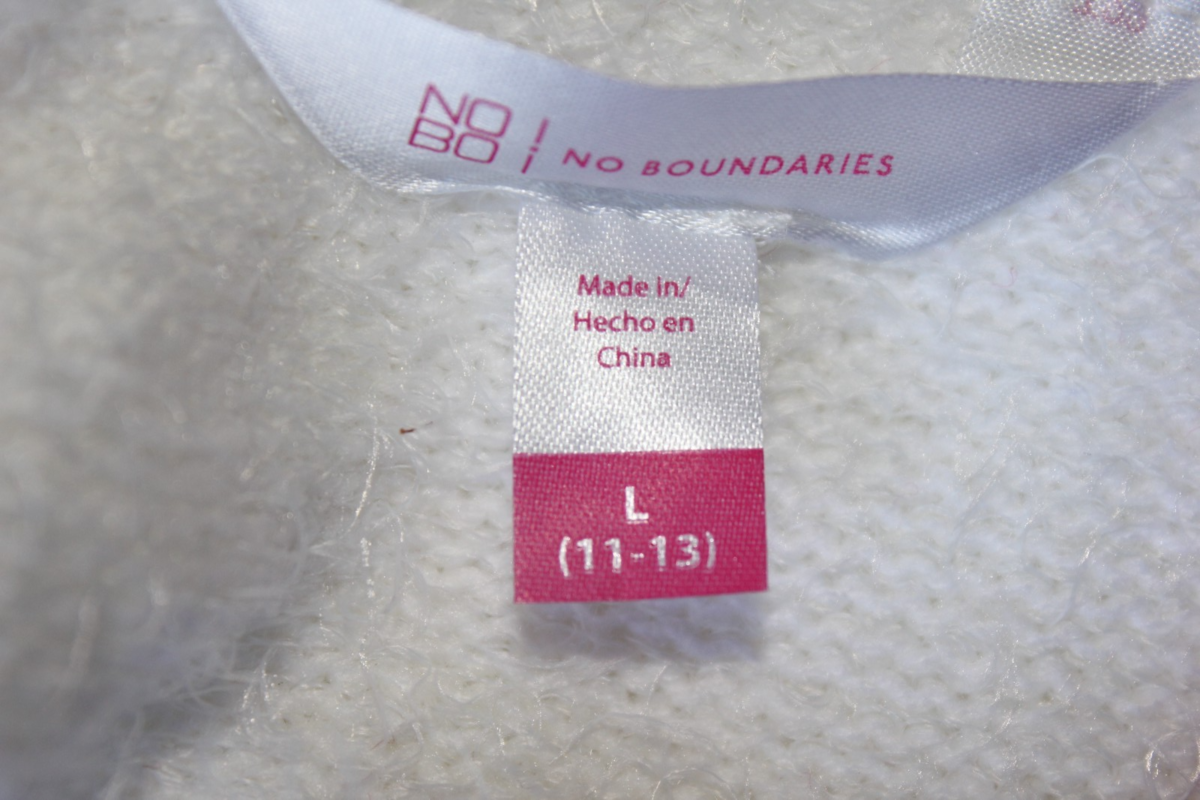 NO
BO
NO BOUNDARIES
Made in/
Hecho en
China
L
(11-13)